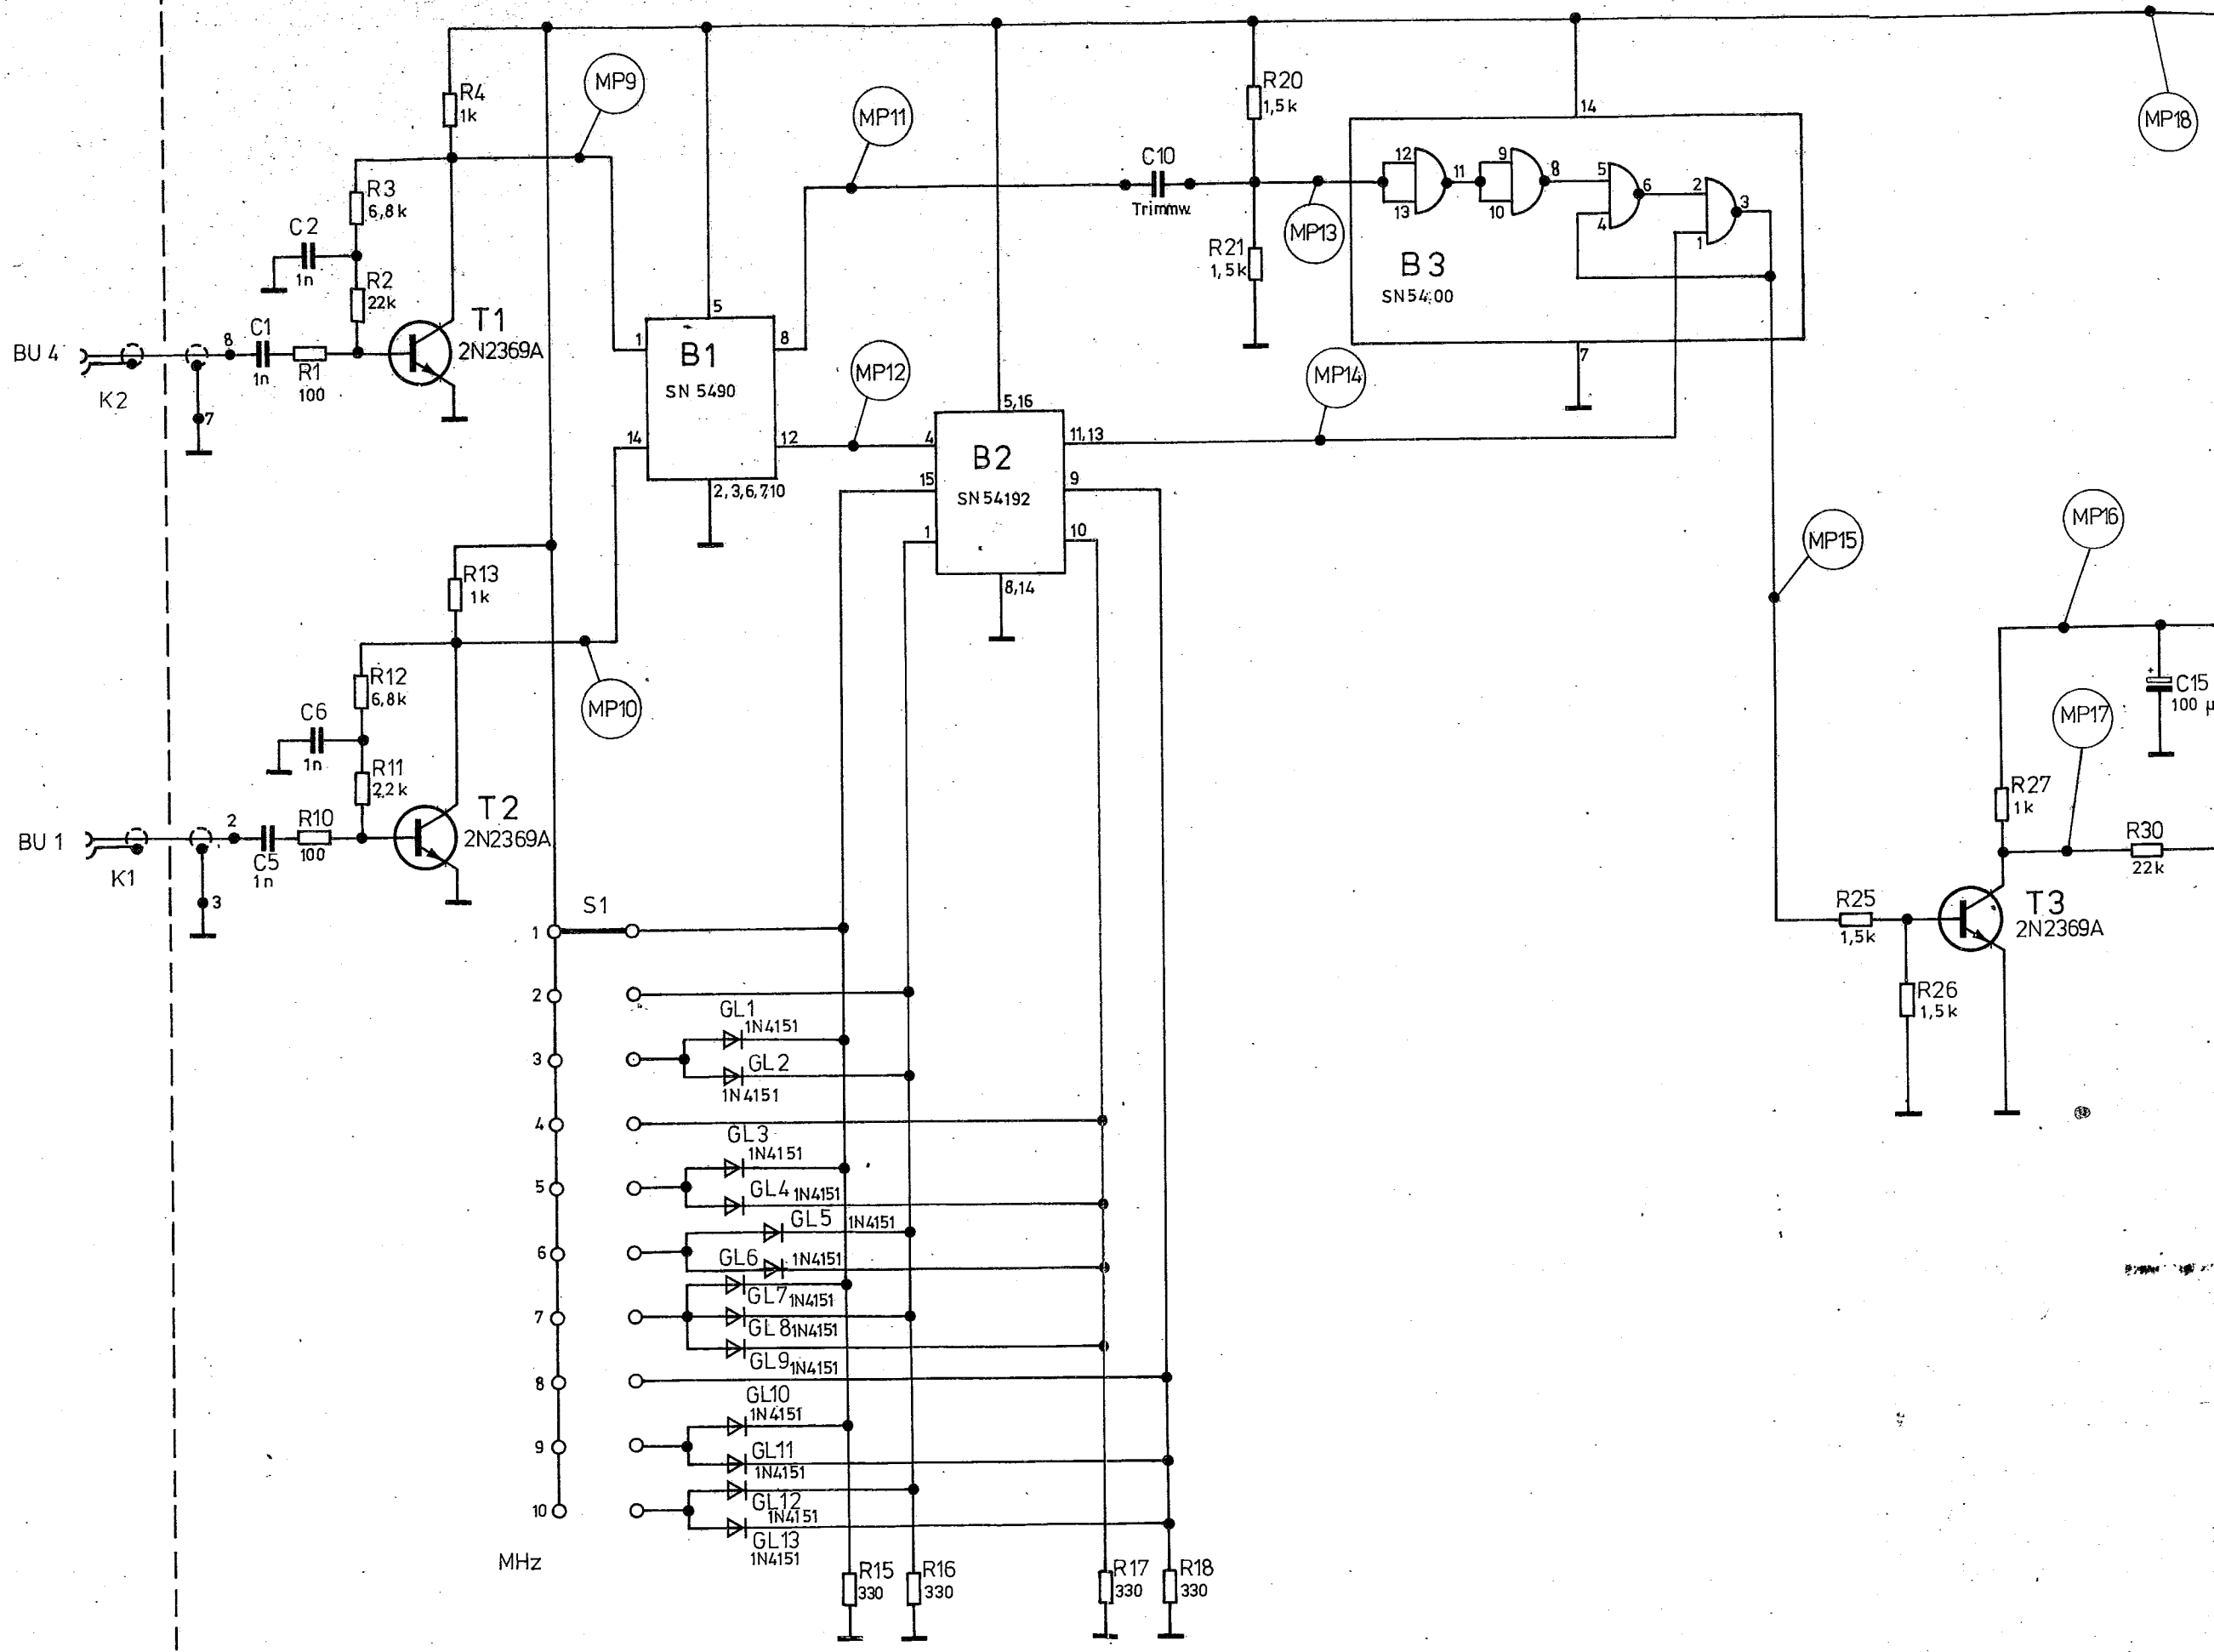 MP9
R4
1k
MP11
R20
1,5k
14
MP18
R3
6,8k
C10
Trimmw.
12
13
11
9
10
8
5
4
6
2
1
3
C2
1n
R2
22k
R21
1,5k
MP13
B3
SN5400
T1
2N2369A
BU 4
K2
8
C1
1n
R1
100
7
1
5
8
B1
SN 5490
14
12
2,3,6,7,10
MP12
MP14
7
5,16
4
11,13
B2
SN 54192
15
9
1
10
8,14
MP15
MP16
R13
1k
R12
6,8k
MP10
C6
1n
R11
2,2k
MP17
+
C15
100 µ
R27
1k
BU 1
K1
2
C5
1n
R10
100
3
T2
2N2369A
R30
22k
R25
1,5k
T3
2N2369A
R26
1,5k
S1
1
2
GL1
1N4151
3
GL2
1N4151
4
GL3
1N4151
5
GL4 1N4151
GL5 1N4151
6
GL6 1N4151
GL7 1N4151
7
GL8 1N4151
GL9 1N4151
8
GL10
1N4151
9
GL11
1N4151
GL12
1N4151
10
GL13
1N4151
MHz
R15
330
R16
330
R17
330
R18
330